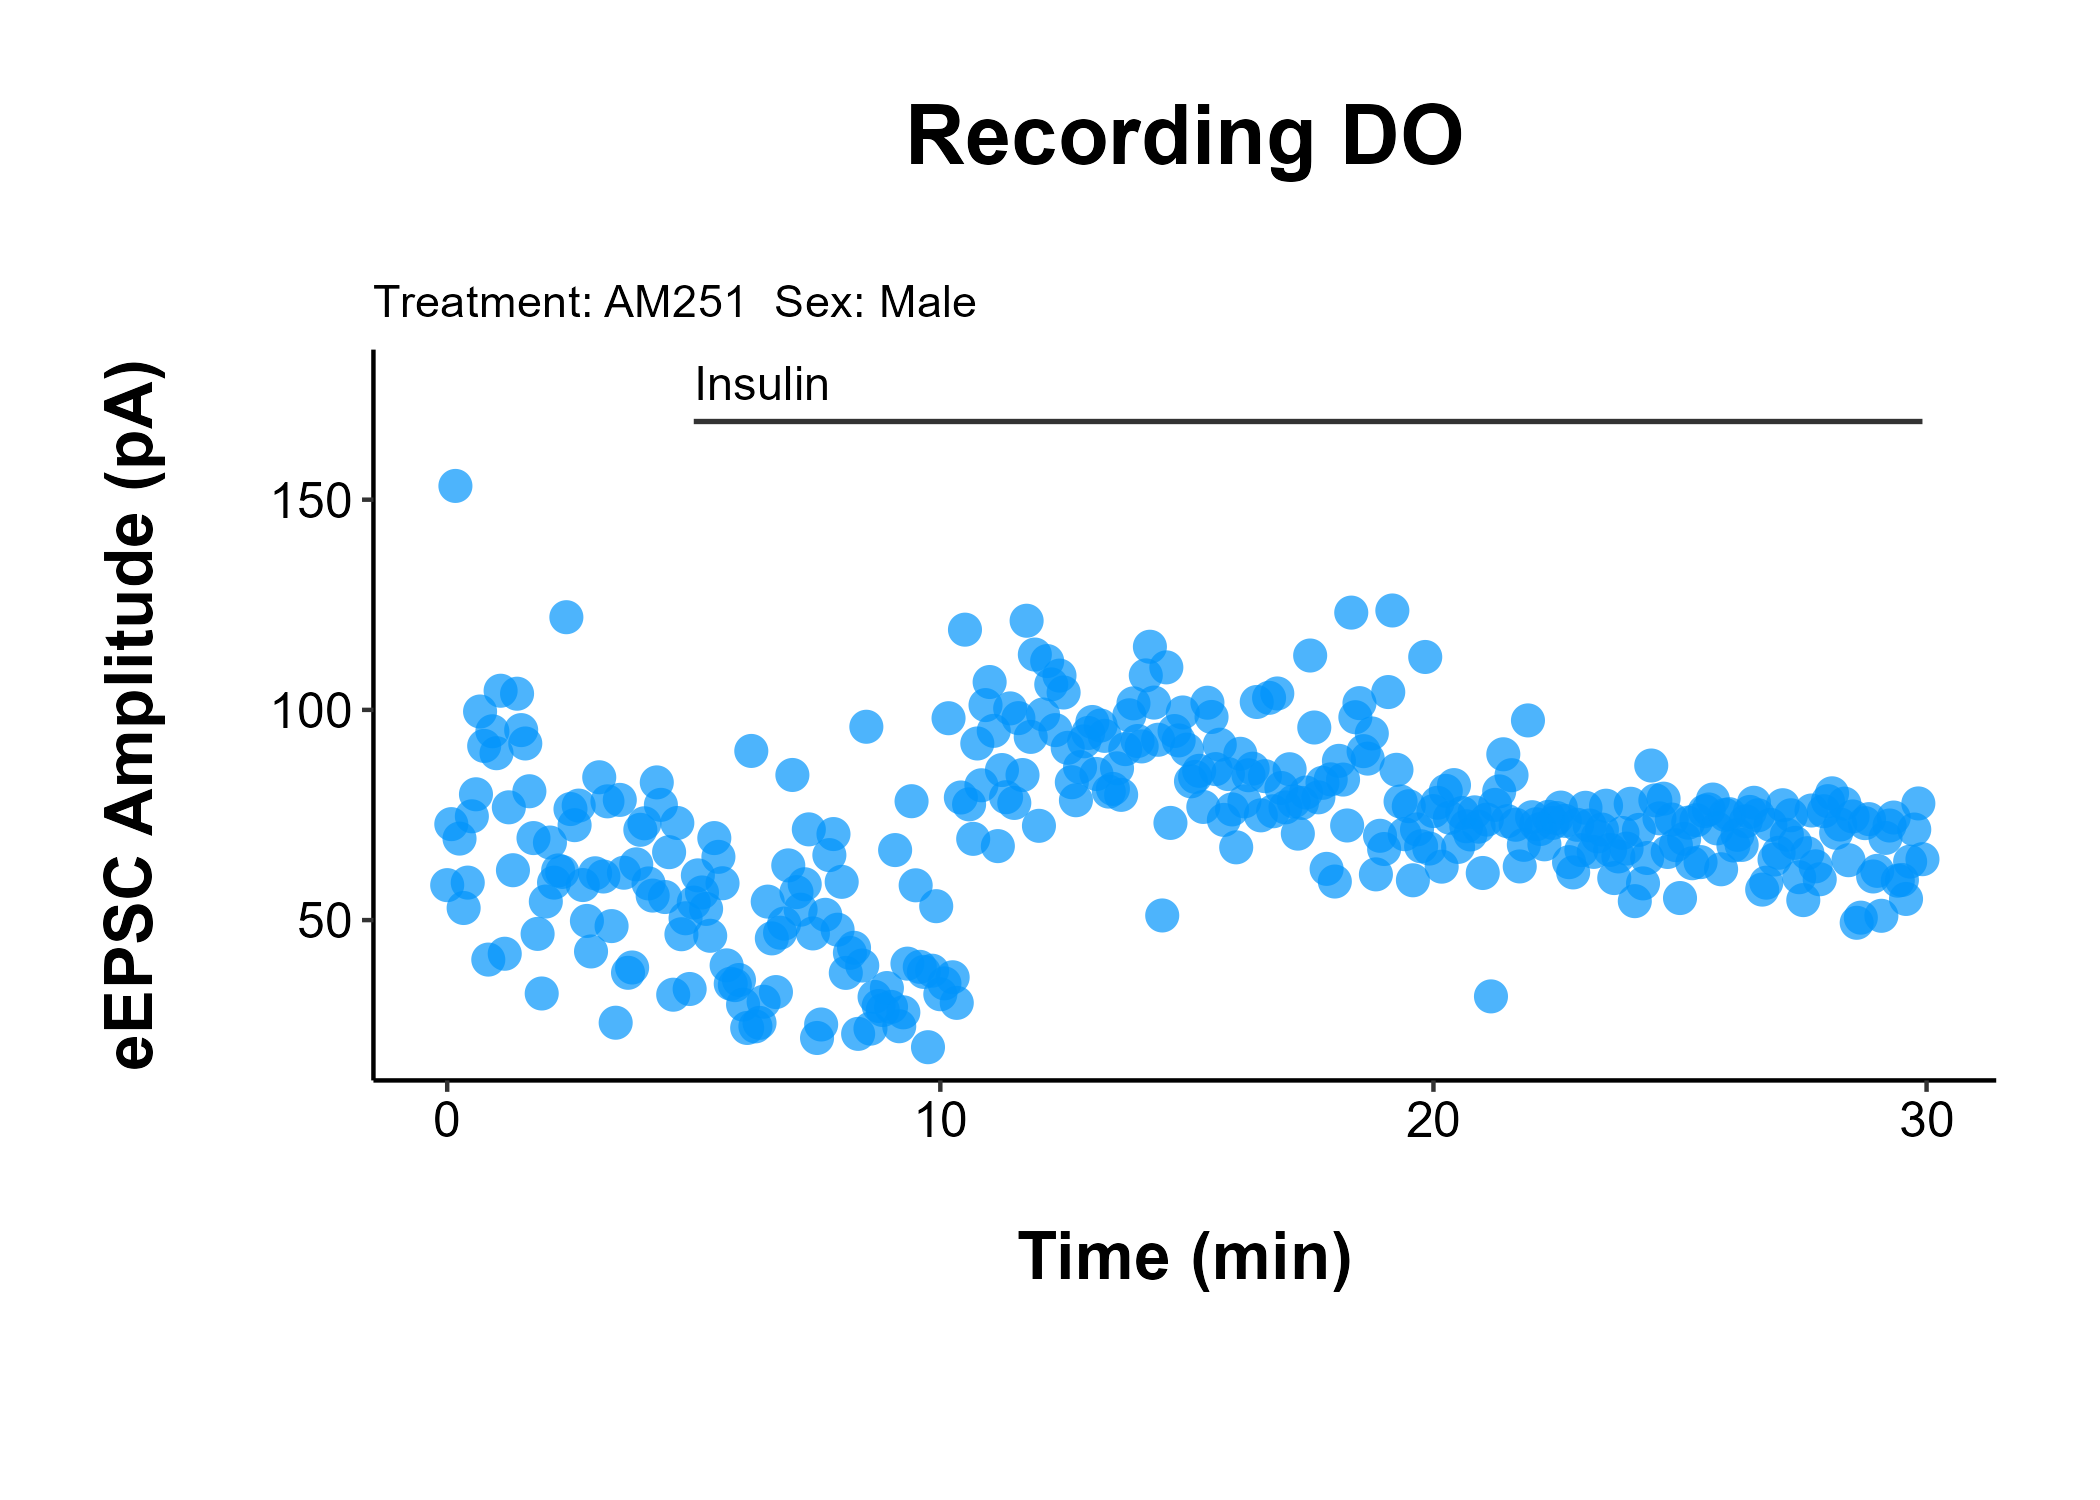 Recording DO
Treatment: AM251  Sex: Male
Insulin
150
100
50
eEPSC Amplitude (pA)
0 10 20 30
Time (min)